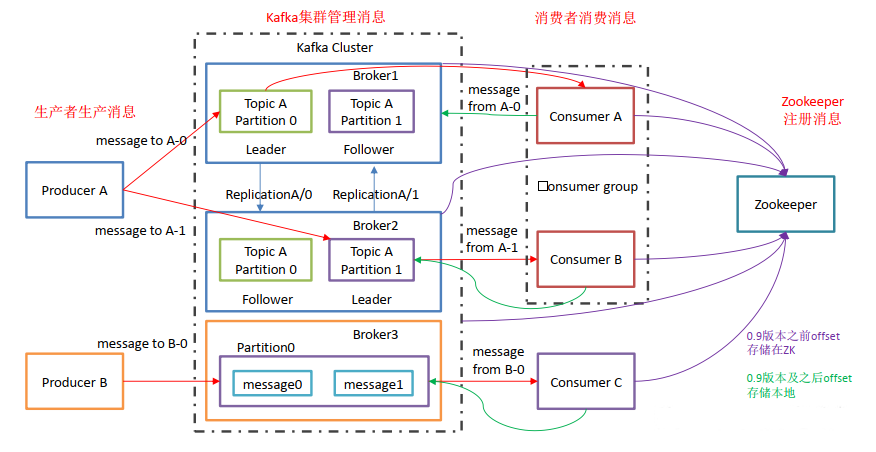 Kafka集群管理消息
消费者消费消息
Kafka Cluster
Broker1
Topic A
Partition 0
Topic A
Partition 1
Leader
Follower
message
from A-0
Consumer A
Zookeeper
注册消息
生产者生产消息
message to A-0
Producer A
message to A-1
ReplicationA/0
ReplicationA/1
onsumer group
Zookeeper
Broker2
Topic A
Partition 0
Topic A
Partition 1
Follower
Leader
message
from A-1
Consumer B
message to B-0
Producer B
Broker3
Partition0
message0
message1
message
from B-0
Consumer C
0.9版本之前offset
存储在ZK
0.9版本及之后offset
存储本地